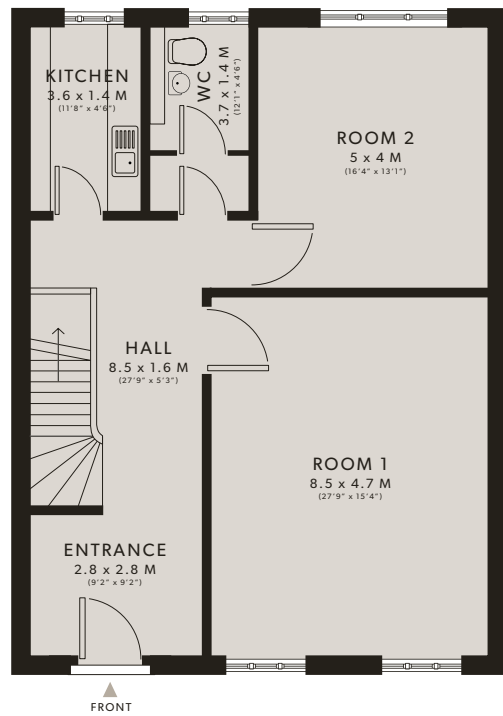 KITCHEN
3.6 x 1.4 M
(11'8" x 4'6")
WC
3.7 x 1.4 M
(12'1" x 4'6")
ROOM 2
5 x 4 M
(16'4" x 13'1")
HALL
8.5 x 1.6 M
(27'9" x 5'3")
ROOM 1
8.5 x 4.7 M
(27'9" x 15'4")
ENTRANCE
2.8 x 2.8 M
(9'2" x 9'2")
FRONT